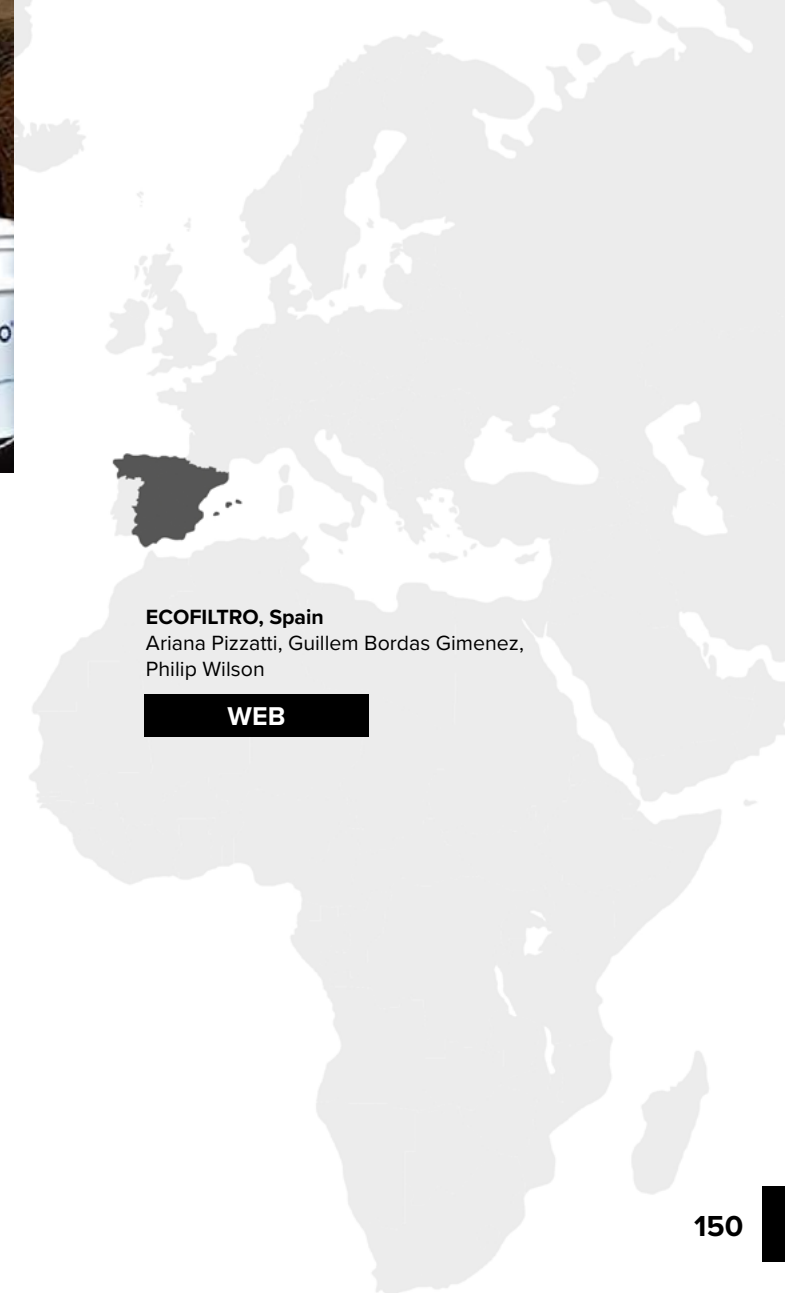 ECOFILTRO, Spain
Ariana Pizzatti, Guillem Bordas Gimenez,
Philip Wilson
WEB
150